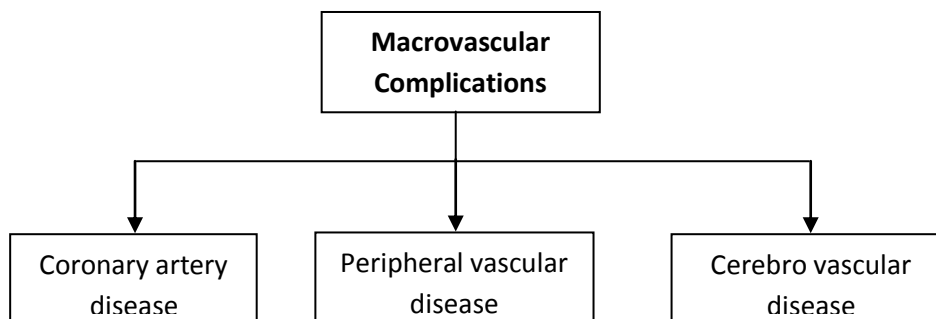 Macrovascular
Complications
Coronary artery
disease
Peripheral vascular
disease
Cerebro vascular
disease